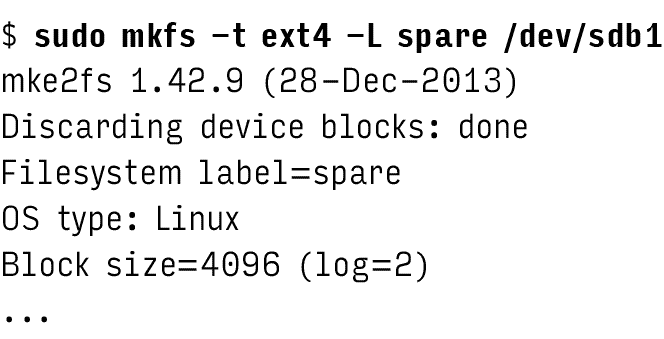 $ sudo mkfs -t ext4 -L spare /dev/sdb1
mke2fs 1.42.9 (28-Dec-2013)
Discarding device blocks: done
Filesystem label=spare
OS type: Linux
Block size=4096 (log=2)
...